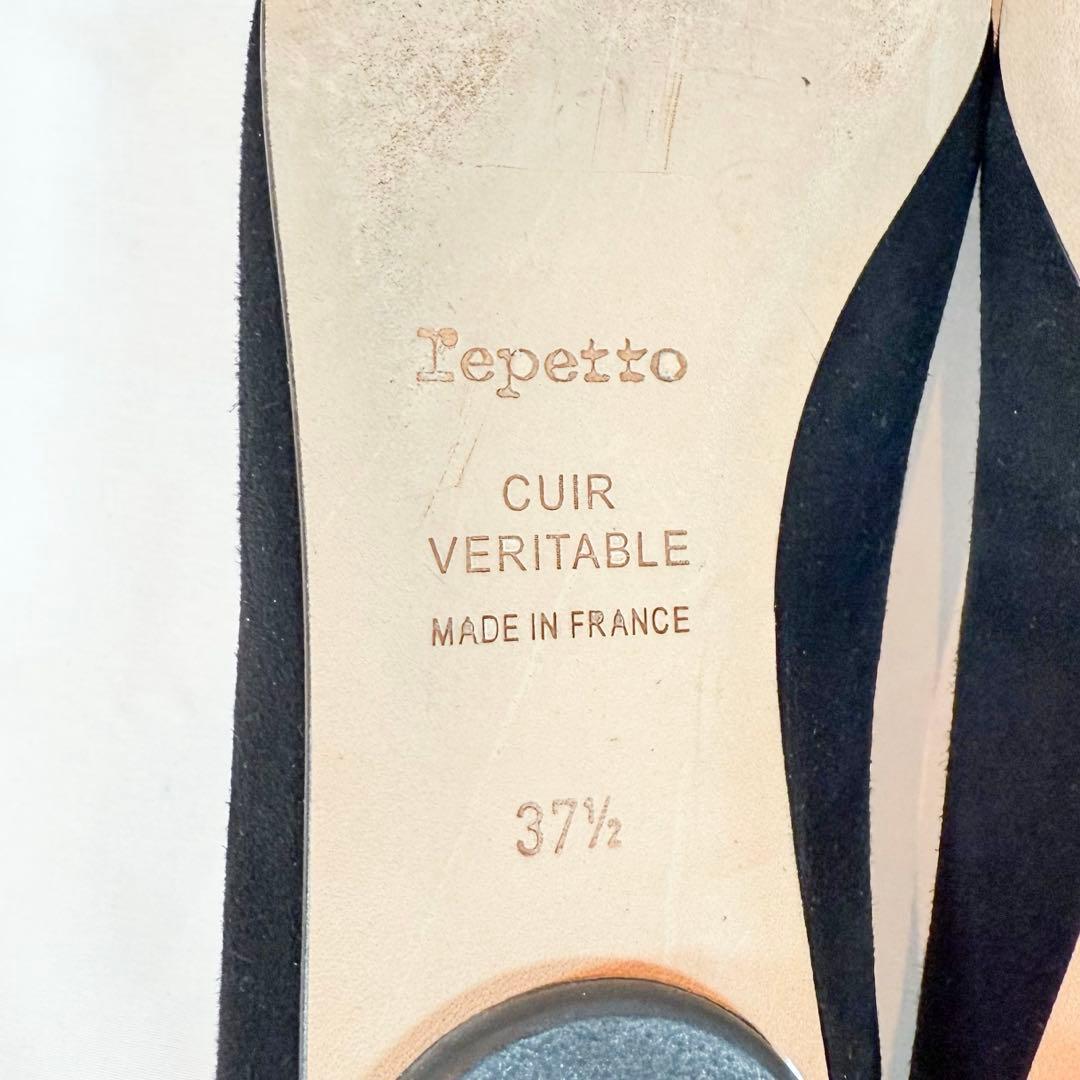 repetto
CUIR
VERITABLE
MADE IN FRANCE
37½